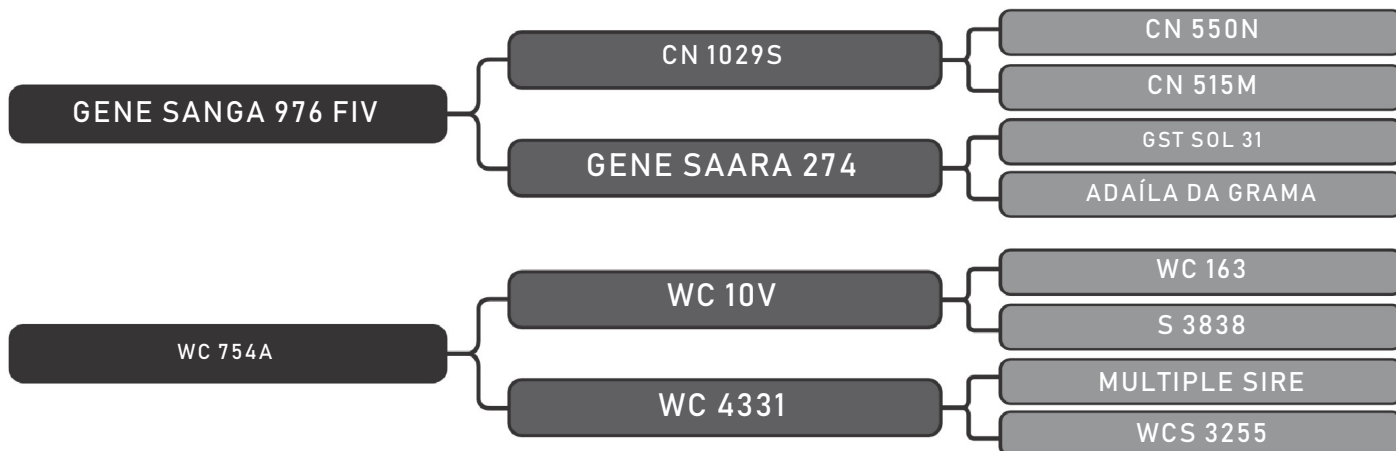 GENE SANGA 976 FIV
CN 1029S
CN 550N
CN 515M
GENE SAARA 274
GST SOL 31
ADAÍLA DA GRAMA
WC 754A
WC 10V
WC 163
S 3838
WC 4331
MULTIPLE SIRE
WCS 3255